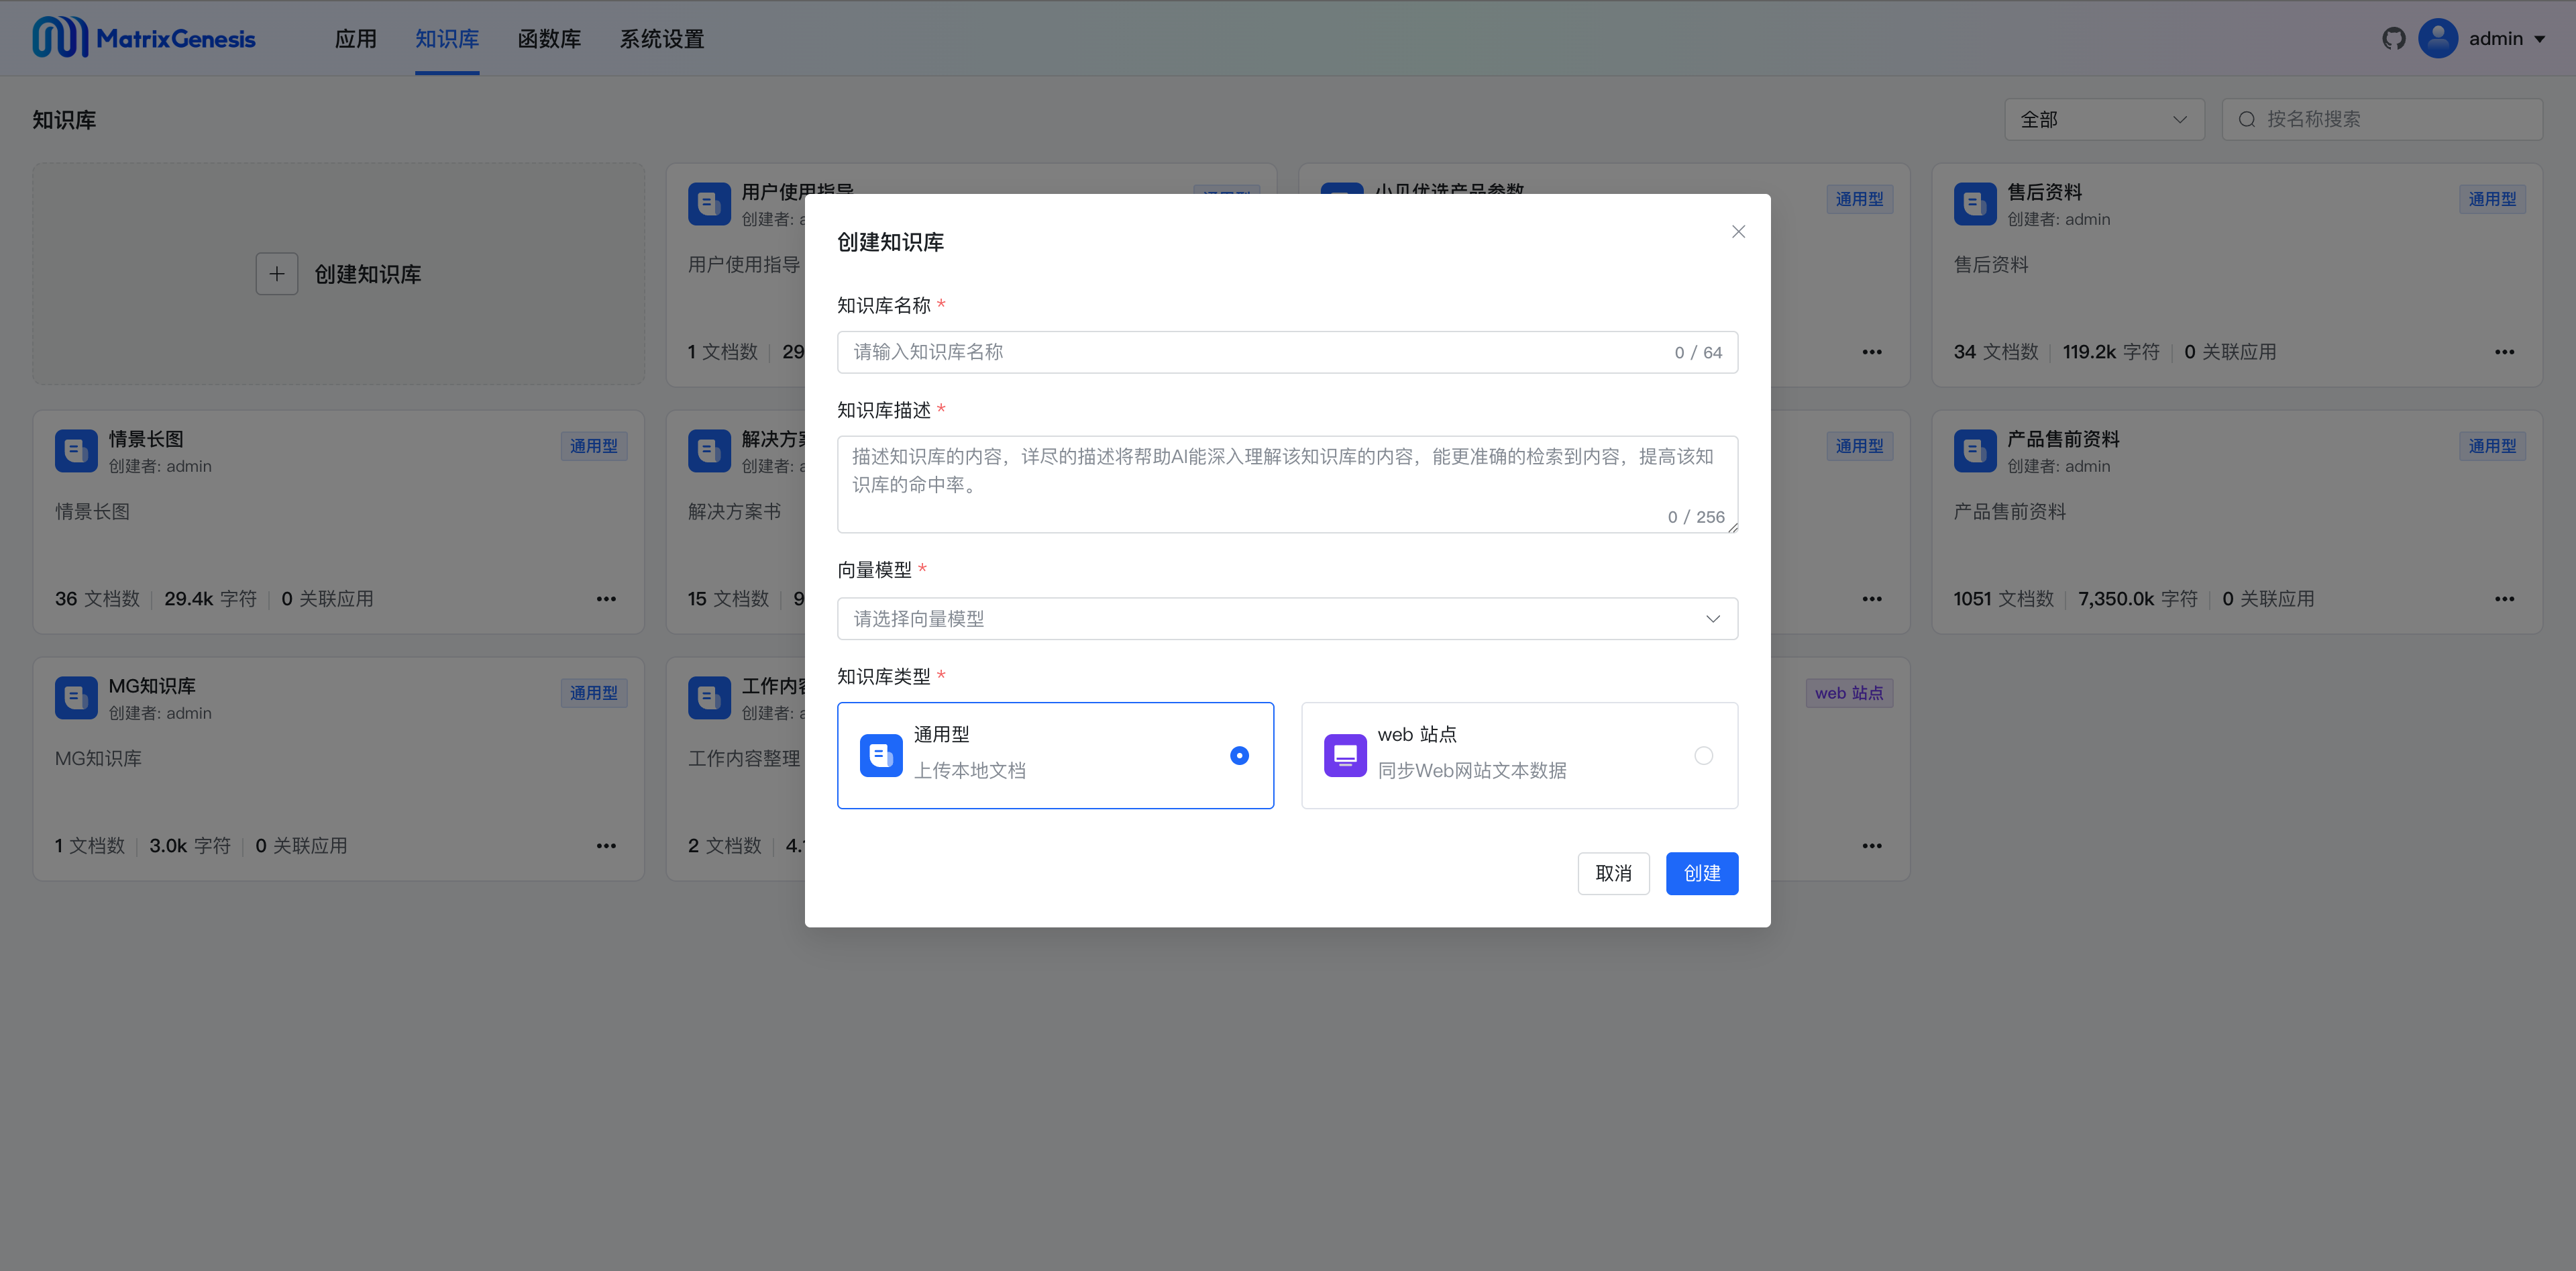 MatrixGenesis 应用 知识库 函数库 系统设置 admin
知识库 全部 按名称搜索
创建知识库
用户使用指导
创建者:
用户使用指导
1 文档数 29
小贝优选产品参数
通用型
售后资料 通用型
创建者: admin
售后资料
34 文档数 119.2k 字符 0 关联应用
情景长图 通用型
创建者: admin
情景长图
36 文档数 29.4k 字符 0 关联应用
解决方案
创建者:
解决方案书
15 文档数 9
通用型
产品售前资料 通用型
创建者: admin
产品售前资料
1051 文档数 7,350.0k 字符 0 关联应用
MG知识库 通用型
创建者: admin
MG知识库
1 文档数 3.0k 字符 0 关联应用
工作内容
创建者:
工作内容整理
2 文档数 4.
web 站点
创建知识库
知识库名称 *
请输入知识库名称 0 / 64
知识库描述 *
描述知识库的内容，详尽的描述将帮助AI能深入理解该知识库的内容，能更准确的检索到内容，提高该知
识库的命中率。
0 / 256
向量模型 *
请选择向量模型
知识库类型 *
通用型
上传本地文档
web 站点
同步Web网站文本数据
取消 创建